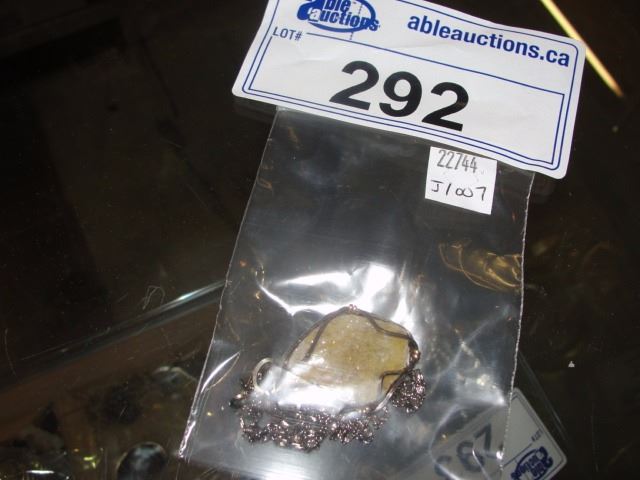 Able
auctions
ableauctions.ca
LOT#
292
22744
J1007